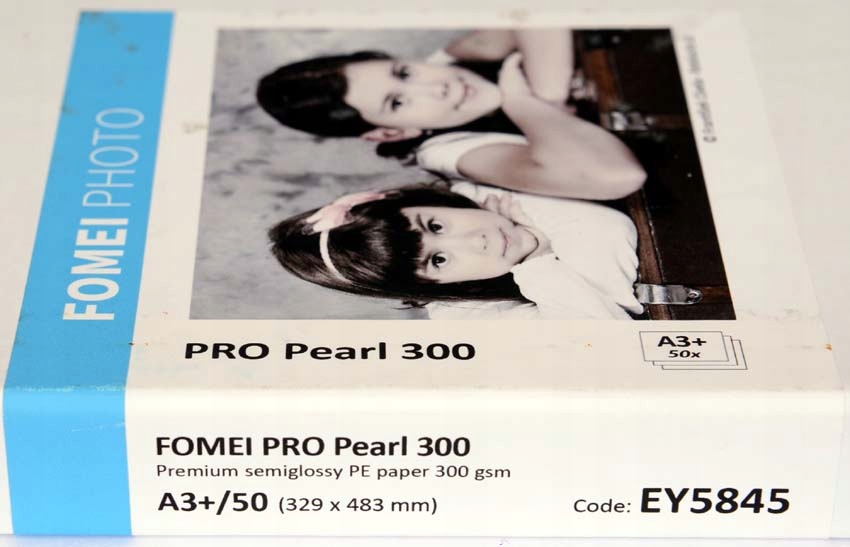 FOMEI PHOTO
PRO Pearl 300
A3+
50x
FOMEI PRO Pearl 300
Premium semiglossy PE paper 300 gsm
A3+/50 (329 x 483 mm)
Code: EY5845